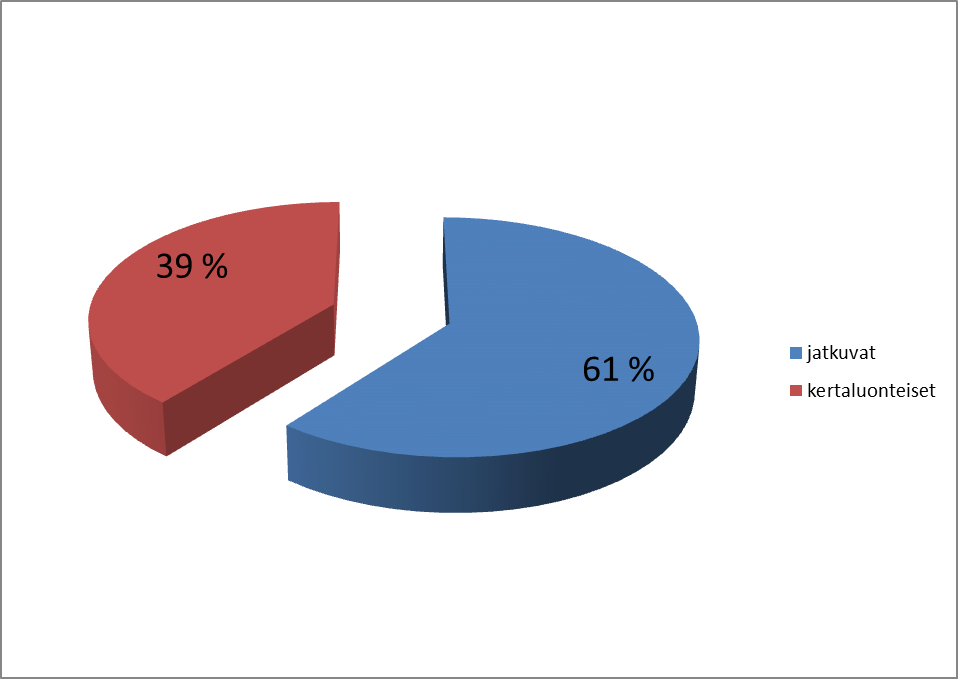 39 %
61 %
jatkuvat
kertaluonteiset